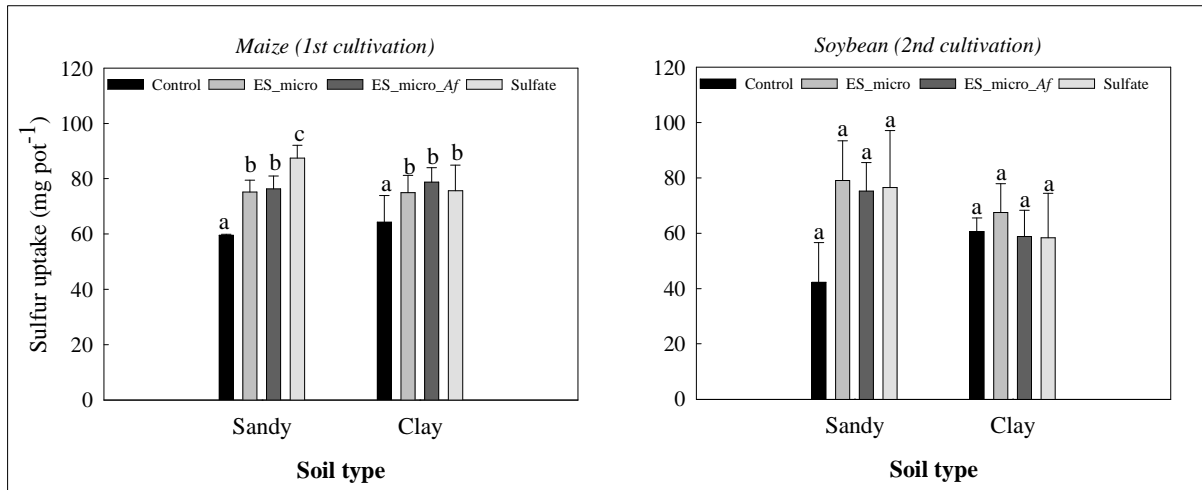 Maize (1st cultivation)
Control ES_micro ES_micro_Af Sulfate
Sulfur uptake (mg pot-1)
120
100
80
60
40
20
0
a b b c a b b b
Sandy Clay
Soil type
Soybean (2nd cultivation)
Control ES_micro ES_micro_Af Sulfate
120
100
80
60
40
20
0
a a a a a a a a
Sandy Clay
Soil type